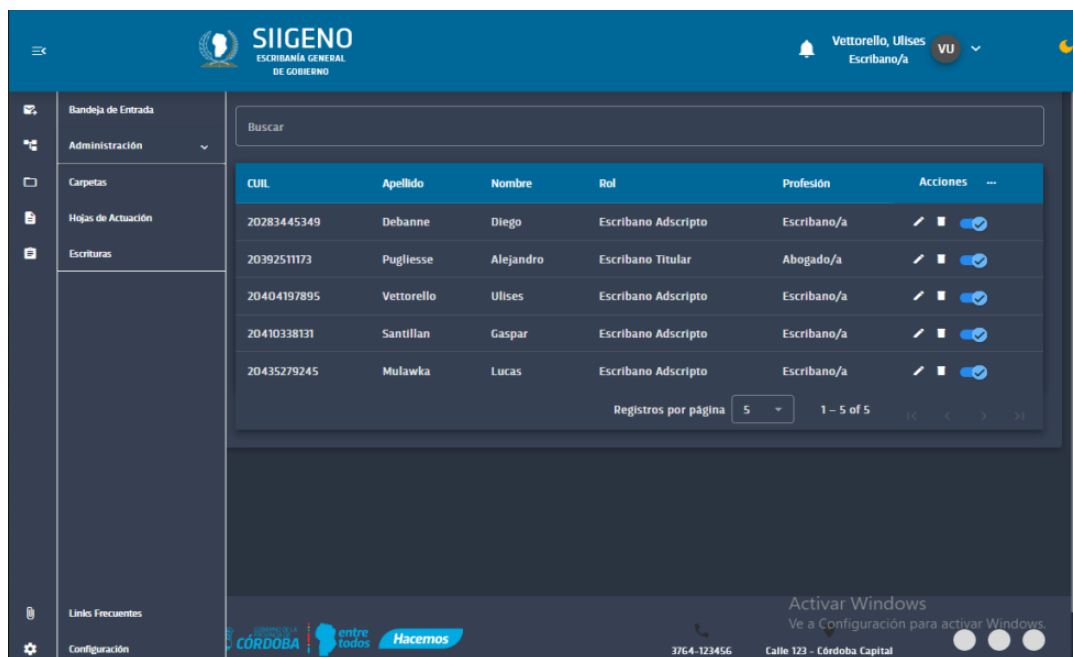 SIIGENO
ESCRIBANÍA GENERAL
DE GOBIERNO
Vettorello, Ulises
Escribano/a
VU
Bandeja de Entrada
Administración
Carpetas
Hojas de Actuación
Escrituras
Links Frecuentes
Configuración
Buscar
CUIL Apellido Nombre Rol Profesión Acciones ...
20283445349 Debanne Diego Escribano Adscripto Escribano/a
20392511173 Pugliesse Alejandro Escribano Titular Abogado/a
20404197895 Vettorello Ulises Escribano Adscripto Escribano/a
20410338131 Santillan Gaspar Escribano Adscripto Escribano/a
20435279245 Mulawka Lucas Escribano Adscripto Escribano/a
Registros por página 5 1 – 5 of 5
CÓRDOBA
entre
todos
Hacemos
3764-123456
Calle 123 - Córdoba Capital
Activar Windows
Ve a Configuración para activar Windows.